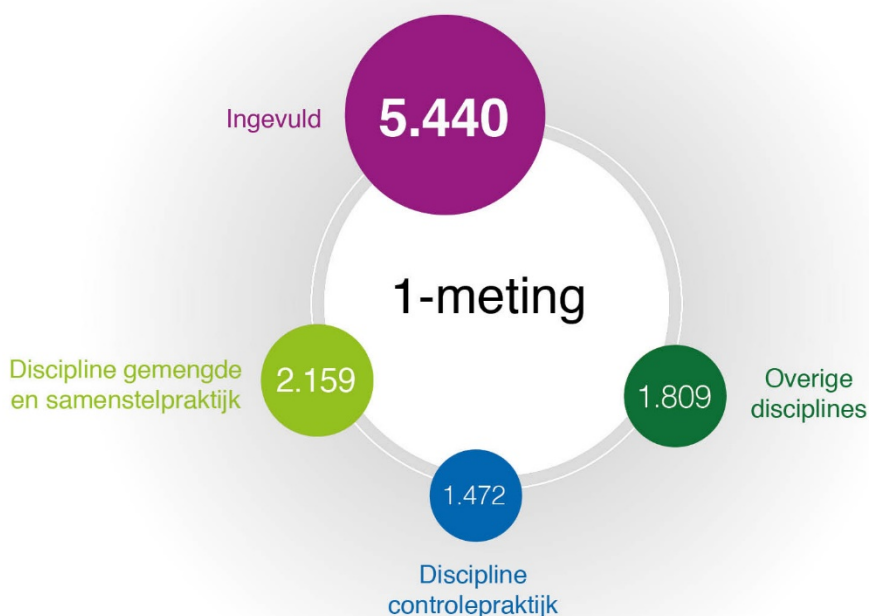 Ingevuld
5.440
1-meting
Discipline gemengde
en samenstelpraktijk
2.159
1.809
Overige
disciplines
1.472
Discipline
controlepraktijk